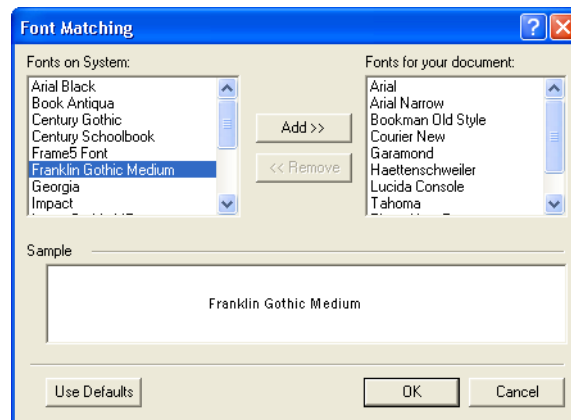 Font Matching
Fonts on System:
Arial Black
Book Antiqua
Century Gothic
Century Schoolbook
Frame5 Font
Franklin Gothic Medium
Georgia
Impact
Add >>
<< Remove
Fonts for your document:
Arial
Arial Narrow
Bookman Old Style
Courier New
Garamond
Haettenschweiler
Lucida Console
Tahoma
Sample
Franklin Gothic Medium
Use Defaults
OK
Cancel